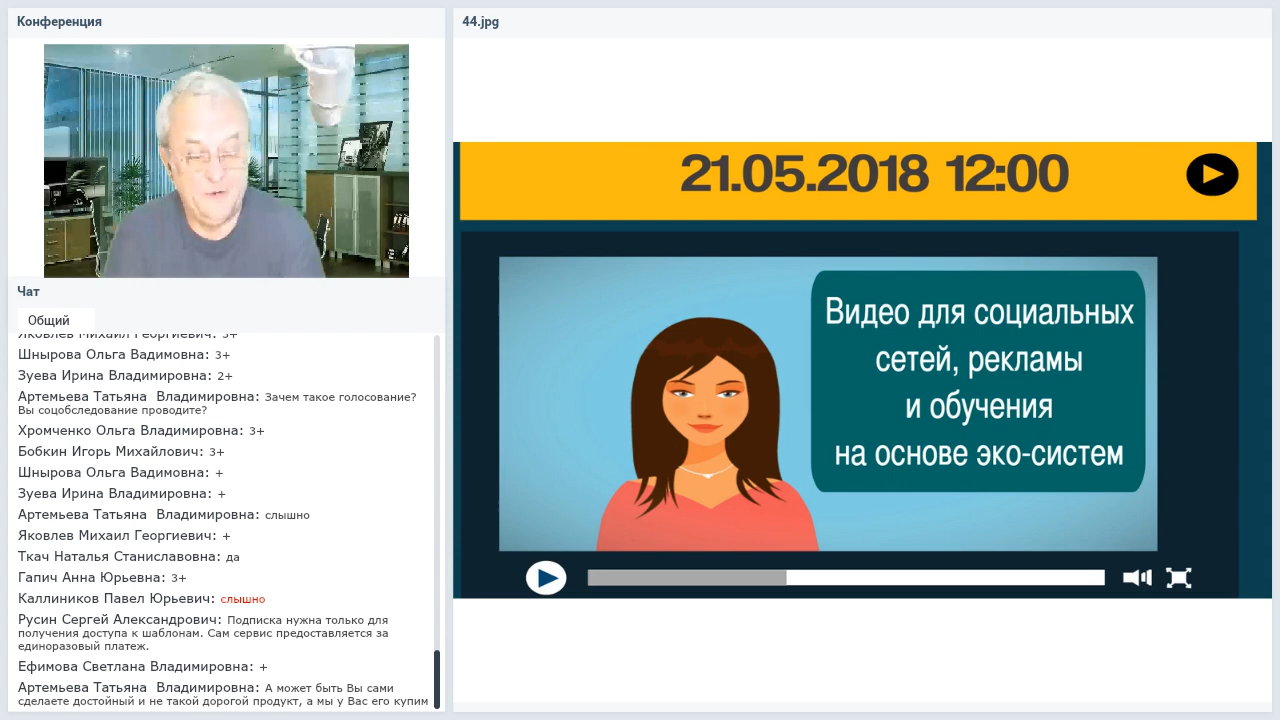 Конференция
Чат
Общий
Яковлев Михаил Георгиевич: 3+
Шнырова Ольга Вадимовна: 3+
Зуева Ирина Владимировна: 2+
Артемьева Татьяна  Владимировна: Зачем такое голосование?
Вы соцобследование проводите?
Хромченко Ольга Владимировна: 3+
Бобкин Игорь Михайлович: 3+
Шнырова Ольга Вадимовна: +
Зуева Ирина Владимировна: +
Артемьева Татьяна  Владимировна: слышно
Яковлев Михаил Георгиевич: +
Ткач Наталья Станиславовна: да
Гапич Анна Юрьевна: 3+
Каллиников Павел Юрьевич: слышно
Русин Сергей Александрович: Подписка нужна только для
получения доступа к шаблонам. Сам сервис предоставляется за
единоразовый платеж.
Ефимова Светлана Владимировна: +
Артемьева Татьяна  Владимировна: А может быть Вы сами
сделаете достойный и не такой дорогой продукт, а мы у Вас его купим
44.jpg
21.05.2018 12:00
Видео для социальных
сетей, рекламы
и обучения
на основе эко-систем